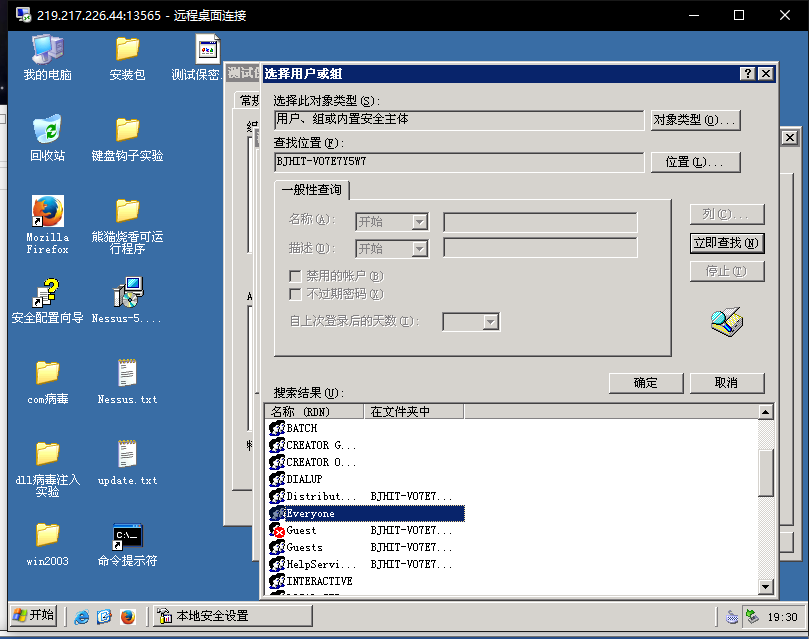 219.217.226.44:13565 - 远程桌面连接
我的电脑
安装包
测试保密.
回收站
键盘钩子实验
Mozilla
Firefox
熊猫烧香可运
行程序
安全配置向导
Nessus-5....
com病毒
Nessus.txt
dll病毒注入
实验
update.txt
win2003
命令提示符
常规
选择用户或组
选择此对象类型(S):
用户、组或内置安全主体
对象类型(O)...
查找位置(F):
BJHIT-VO7E7Y5W7
位置(L)...
一般性查询
名称(A):
开始
描述(D):
开始
禁用的帐户(B)
不过期密码(X)
自上次登录后的天数(I):
列(C)...
立即查找(N)
停止(T)
确定
取消
搜索结果(U):
名称 (RDN)
在文件夹中
BATCH
CREATOR G...
CREATOR O...
DIALUP
Distribut...
BJHIT-VO7E7...
Everyone
Guest
BJHIT-VO7E7...
Guests
BJHIT-VO7E7...
HelpServi...
BJHIT-VO7E7...
INTERACTIVE
开始
本地安全设置
19:30